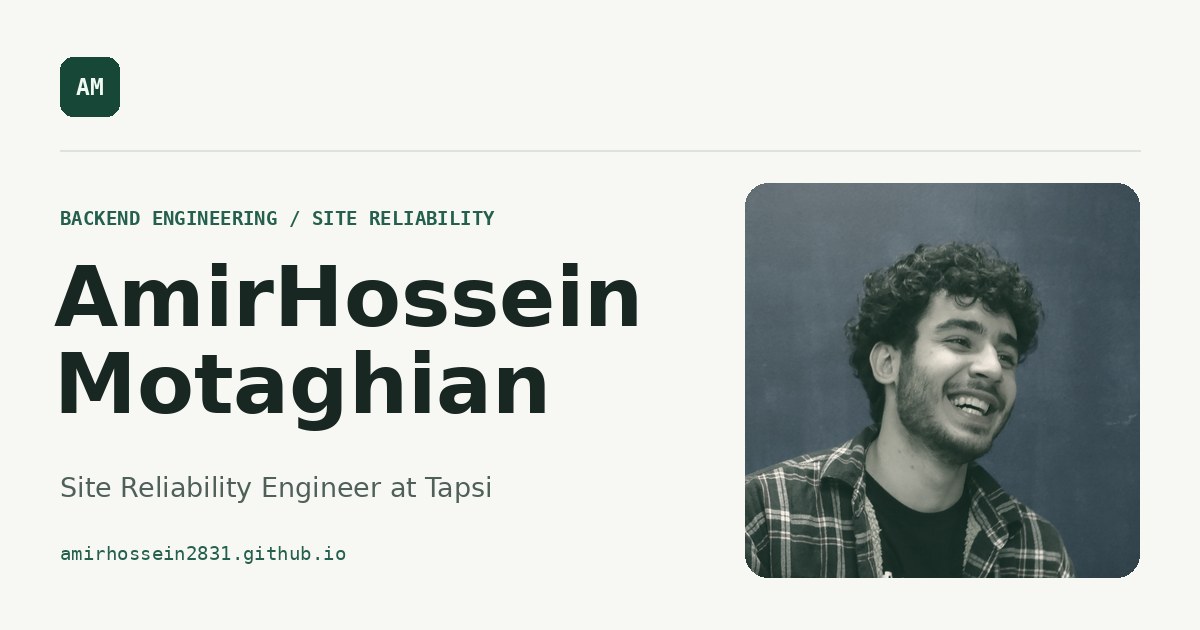 AM
BACKEND ENGINEERING / SITE RELIABILITY
AmirHossein
Motaghian
Site Reliability Engineer at Tapsi
amirhossein2831.github.io